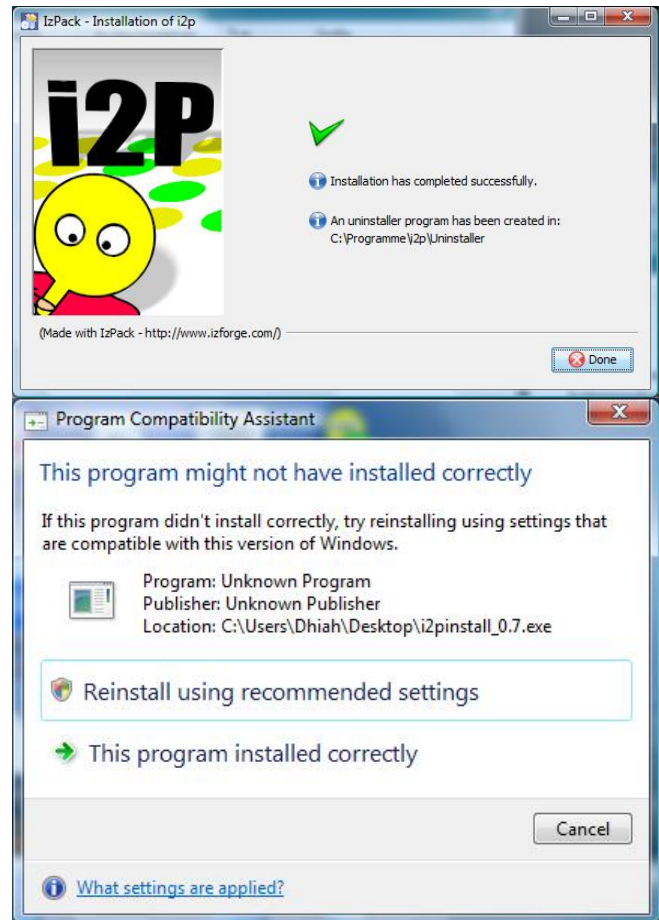 IzPack - Installation of i2p
i2P
Installation has completed successfully.
An uninstaller program has been created in:
C:\Programme\i2p\Uninstaller
(Made with IzPack - http://www.izforge.com/)
Done
Program Compatibility Assistant
This program might not have installed correctly
If this program didn't install correctly, try reinstalling using settings that
are compatible with this version of Windows.
Program: Unknown Program
Publisher: Unknown Publisher
Location: C:\Users\Dhiah\Desktop\i2pinstall_0.7.exe
Reinstall using recommended settings
This program installed correctly
Cancel
What settings are applied?